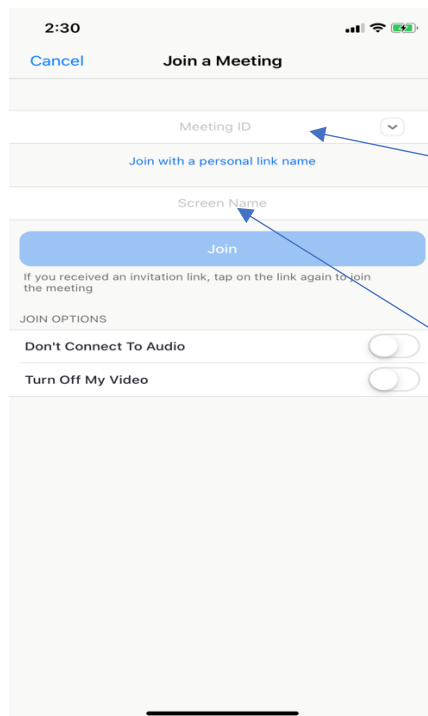 2:30
Cancel Join a Meeting
Meeting ID
Join with a personal link name
Screen Name
Join
If you received an invitation link, tap on the link again to join
the meeting
JOIN OPTIONS
Don't Connect To Audio
Turn Off My Video